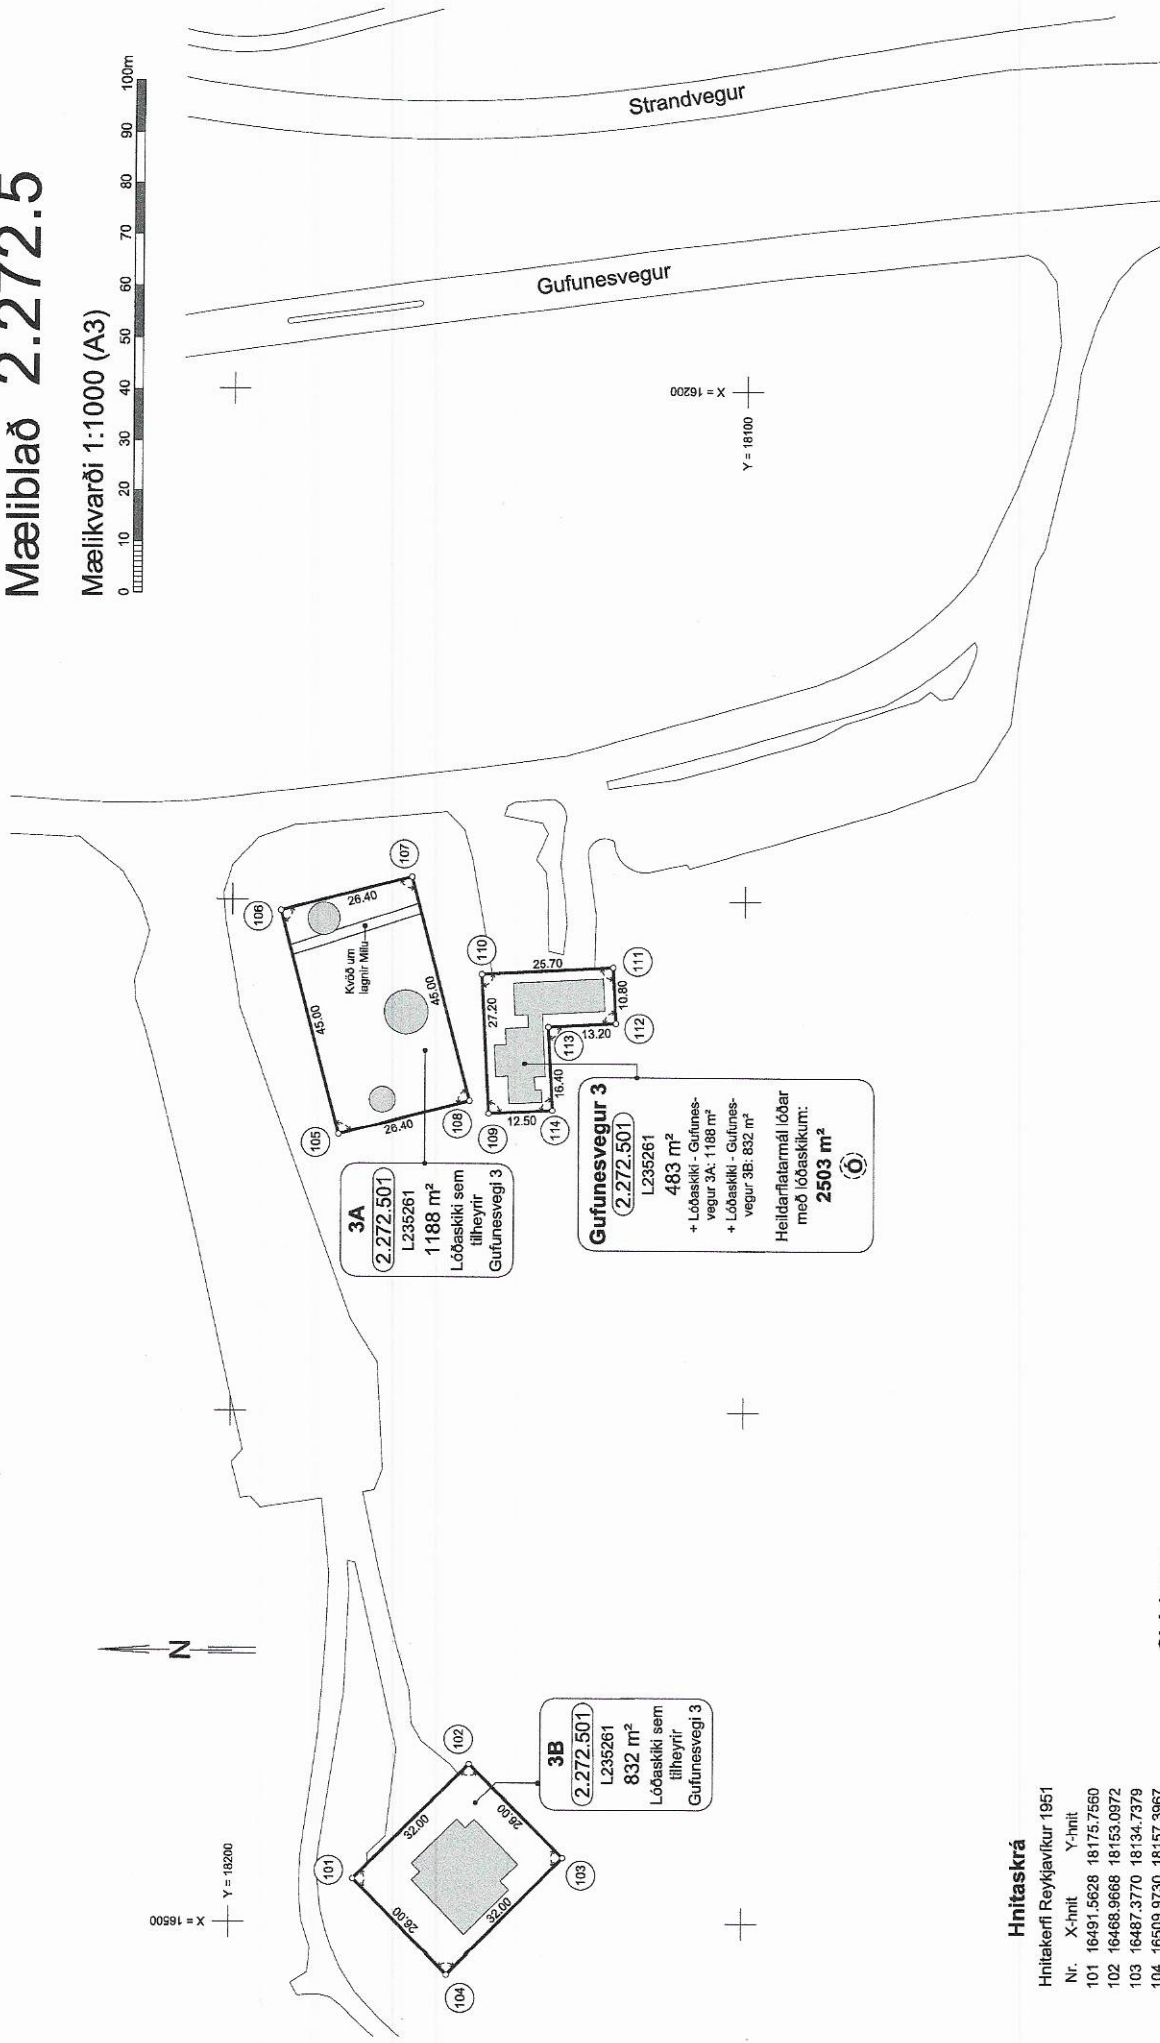 Mæliblað 2.272.5
Mælikvarði 1:1000 (A3)
0 10 20 30 40 50 60 70 80 90 100m
Strandvegur
Gufunesvegur
X = 16200
Y = 18100
N
X = 16500
Y = 18200
101
102
103
104
32.00
26.00
32.00
26.00
3B
2.272.501
L235261
832 m²
Lóðaskiki sem
tilheyrir
Gufunesvegi 3
105
106
107
108
45.00
26.40
45.00
26.40
Kvöð um
lagnir Mílu
3A
2.272.501
L235261
1188 m²
Lóðaskiki sem
tilheyrir
Gufunesvegi 3
109
110
111
112
113
114
27.20
25.70
10.80
13.20
16.40
12.50
Gufunesvegur 3
2.272.501
L235261
483 m²
+ Lóðaskiki - Gufunes-
vegur 3A: 1188 m²
+ Lóðaskiki - Gufunes-
vegur 3B: 832 m²
Heildarflatarmál lóðar
með lóðaskikum:
2503 m²
Ó
Hnitaskrá
Hnitakerfi Reykjavíkur 1951
Nr. X-hnit Y-hnit
101 16491.5628 18175.7560
102 16468.9668 18153.0972
103 16487.3770 18134.7379
104 16509.9730 18157.3967